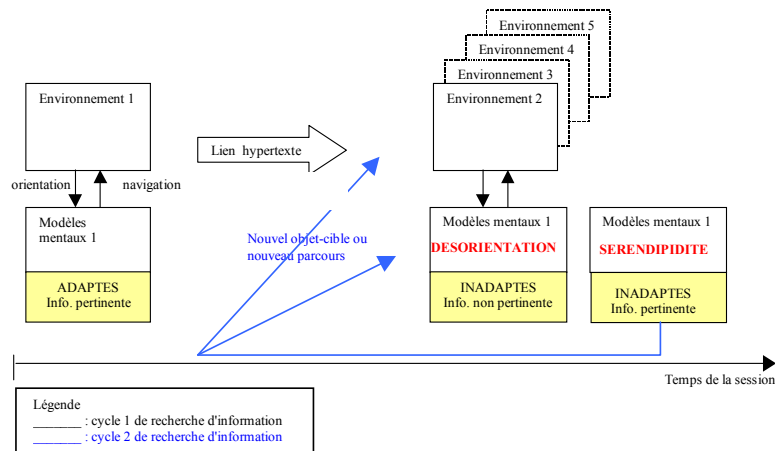 Environnement 5
Environnement 4
Environnement 3
Environnement 1
Environnement 2
Lien hypertexte
orientation
navigation
Modèles
mentaux 1
ADAPTES
Info. pertinente
Nouvel objet-cible ou
nouveau parcours
Modèles mentaux 1
DESORIENTATION
INADAPTES
Info. non pertinente
Modèles mentaux 1
SERENDIPIDITE
INADAPTES
Info. pertinente
Temps de la session
Légende
_______ : cycle 1 de recherche d'information
_______ : cycle 2 de recherche d'information